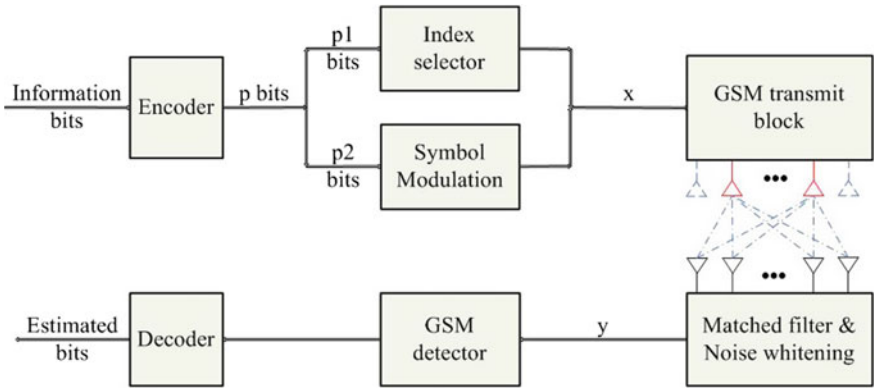 Information
bits
Encoder
p bits
p1
bits
Index
selector
p2
bits
Symbol
Modulation
x
GSM transmit
block
Estimated
bits
Decoder
GSM
detector
y
Matched filter &
Noise whitening